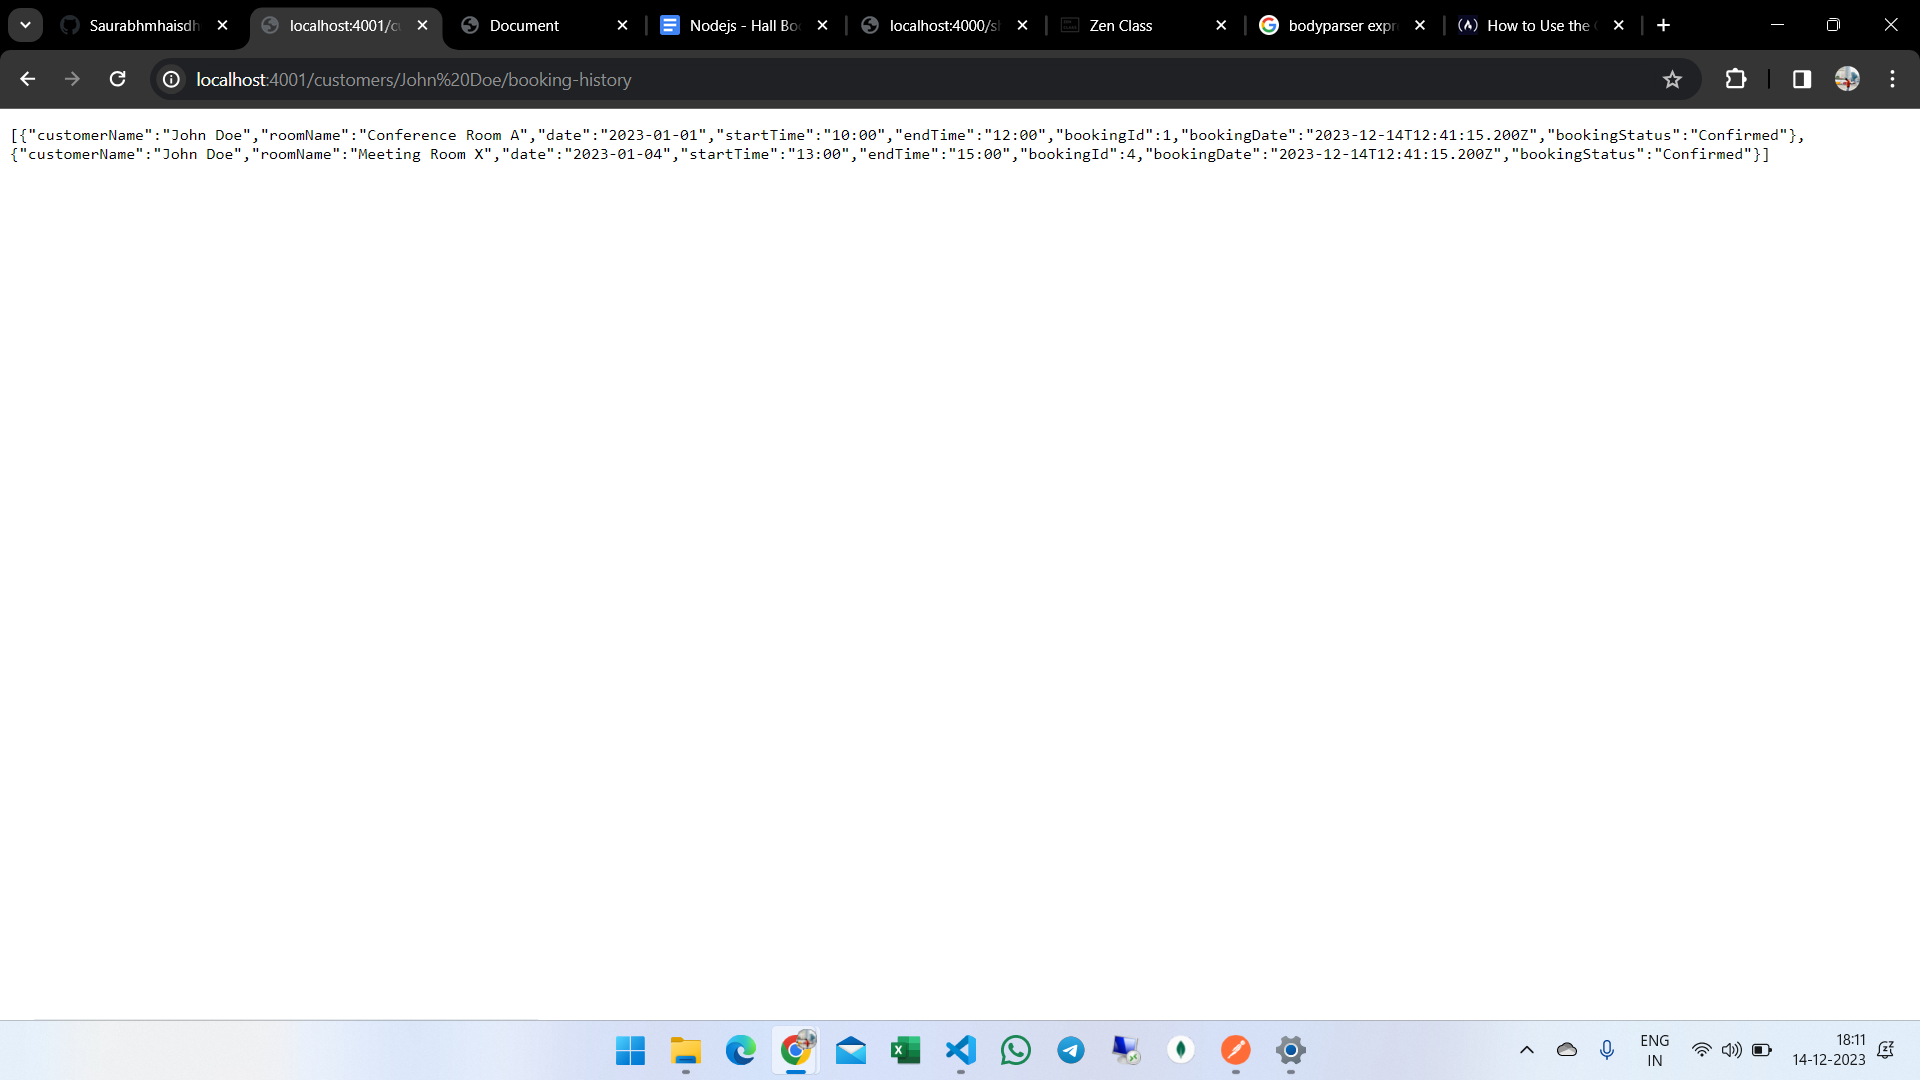 Saurabhmhaisdh
localhost:4001/cu
Document
Nodejs - Hall Bo
localhost:4000/s
Zen Class
bodyparser expr
How to Use the
localhost:4001/customers/John%20Doe/booking-history
[{"customerName":"John Doe","roomName":"Conference Room A","date":"2023-01-01","startTime":"10:00","endTime":"12:00","bookingId":1,"bookingDate":"2023-12-14T12:41:15.200Z","bookingStatus":"Confirmed"},
{"customerName":"John Doe","roomName":"Meeting Room X","date":"2023-01-04","startTime":"13:00","endTime":"15:00","bookingId":4,"bookingDate":"2023-12-14T12:41:15.200Z","bookingStatus":"Confirmed"}]
ENG
IN
18:11
14-12-2023